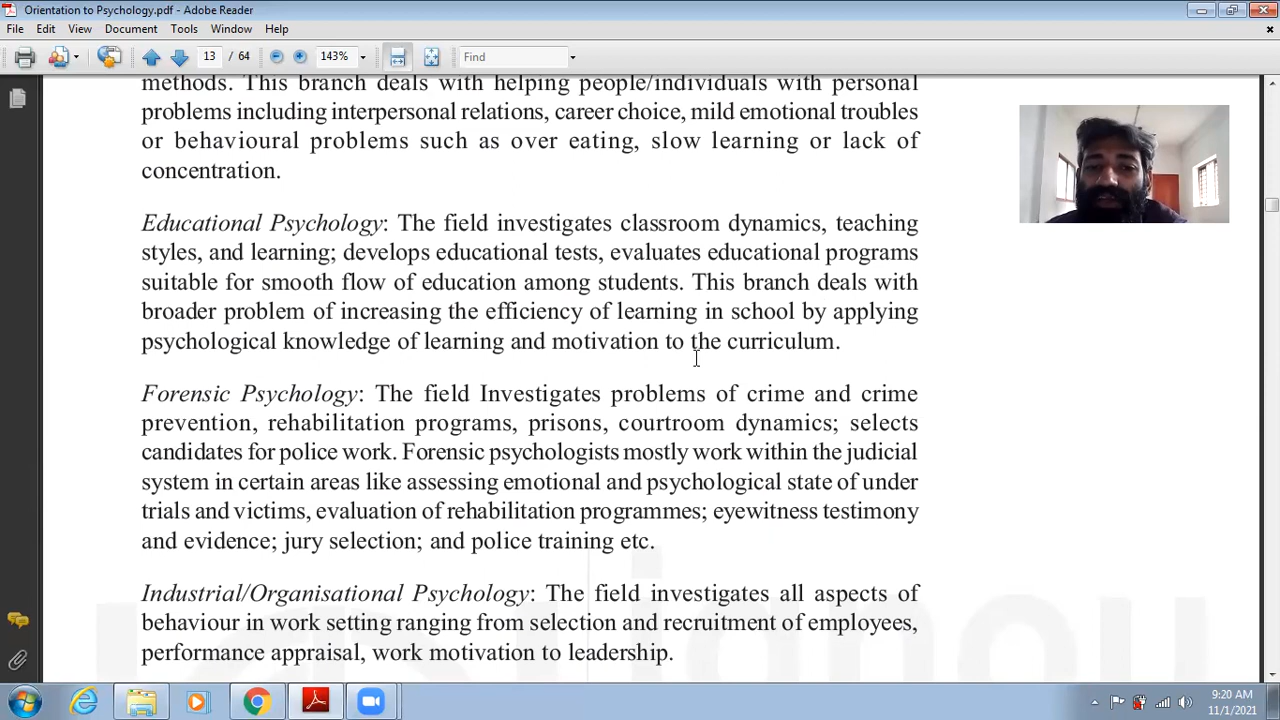 Orientation to Psychology.pdf - Adobe Reader
File Edit View Document Tools Window Help
13 / 64 143% Find
methods. This branch deals with helping people/individuals with personal
problems including interpersonal relations, career choice, mild emotional troubles
or behavioural problems such as over eating, slow learning or lack of
concentration.
Educational Psychology: The field investigates classroom dynamics, teaching
styles, and learning; develops educational tests, evaluates educational programs
suitable for smooth flow of education among students. This branch deals with
broader problem of increasing the efficiency of learning in school by applying
psychological knowledge of learning and motivation to the curriculum.
Forensic Psychology: The field Investigates problems of crime and crime
prevention, rehabilitation programs, prisons, courtroom dynamics; selects
candidates for police work. Forensic psychologists mostly work within the judicial
system in certain areas like assessing emotional and psychological state of under
trials and victims, evaluation of rehabilitation programmes; eyewitness testimony
and evidence; jury selection; and police training etc.
Industrial/Organisational Psychology: The field investigates all aspects of
behaviour in work setting ranging from selection and recruitment of employees,
performance appraisal, work motivation to leadership.
9:20 AM
11/1/2021